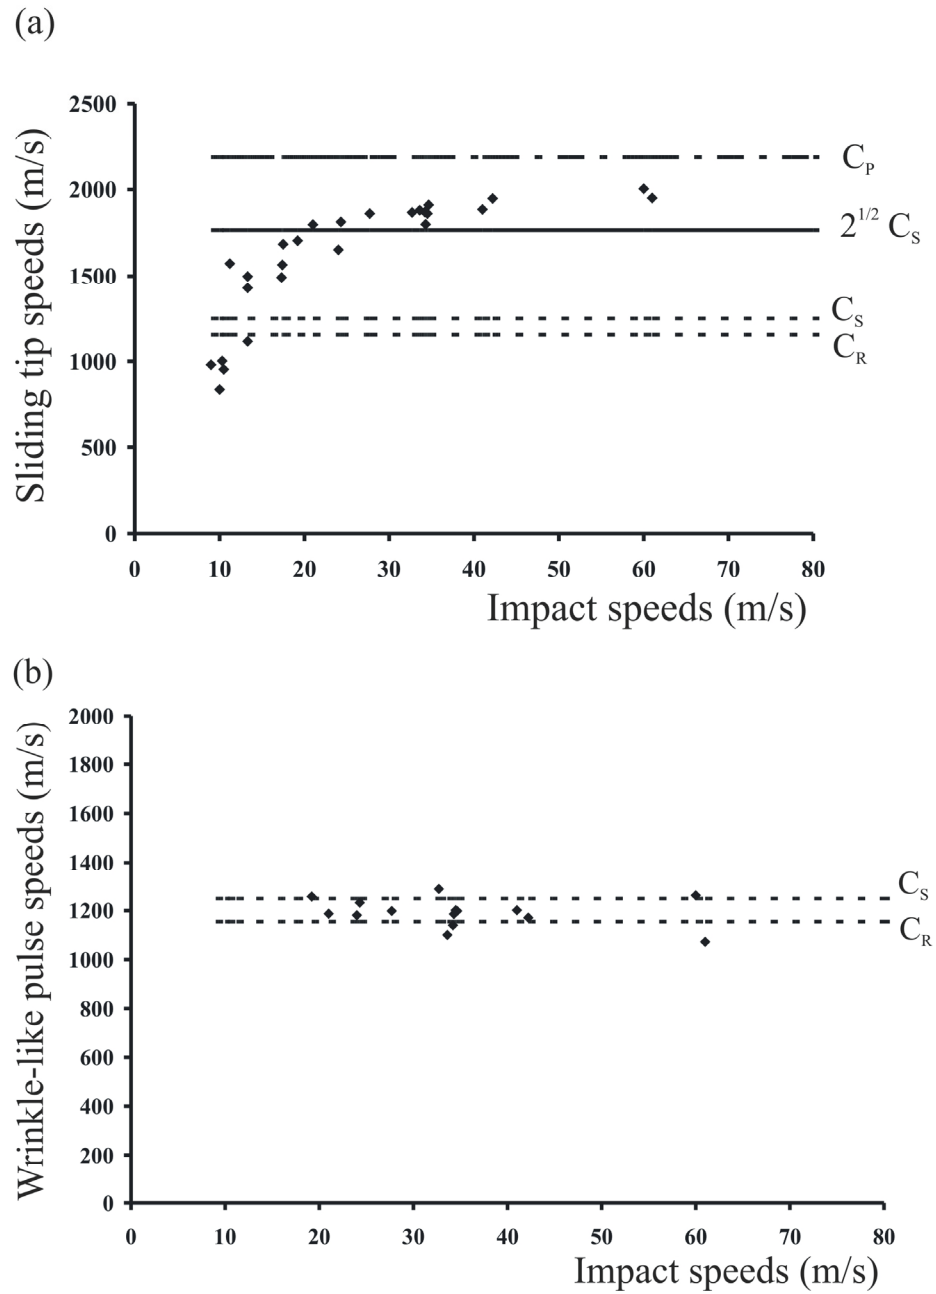 (a)
Sliding tip speeds (m/s)
2500
2000
1500
1000
500
0
C_P
2^{1/2} C_S
C_S
C_R
0 10 20 30 40 50 60 70 80
Impact speeds (m/s)
(b)
Wrinkle-like pulse speeds (m/s)
2000
1800
1600
1400
1200
1000
800
600
400
200
0
C_S
C_R
0 10 20 30 40 50 60 70 80
Impact speeds (m/s)